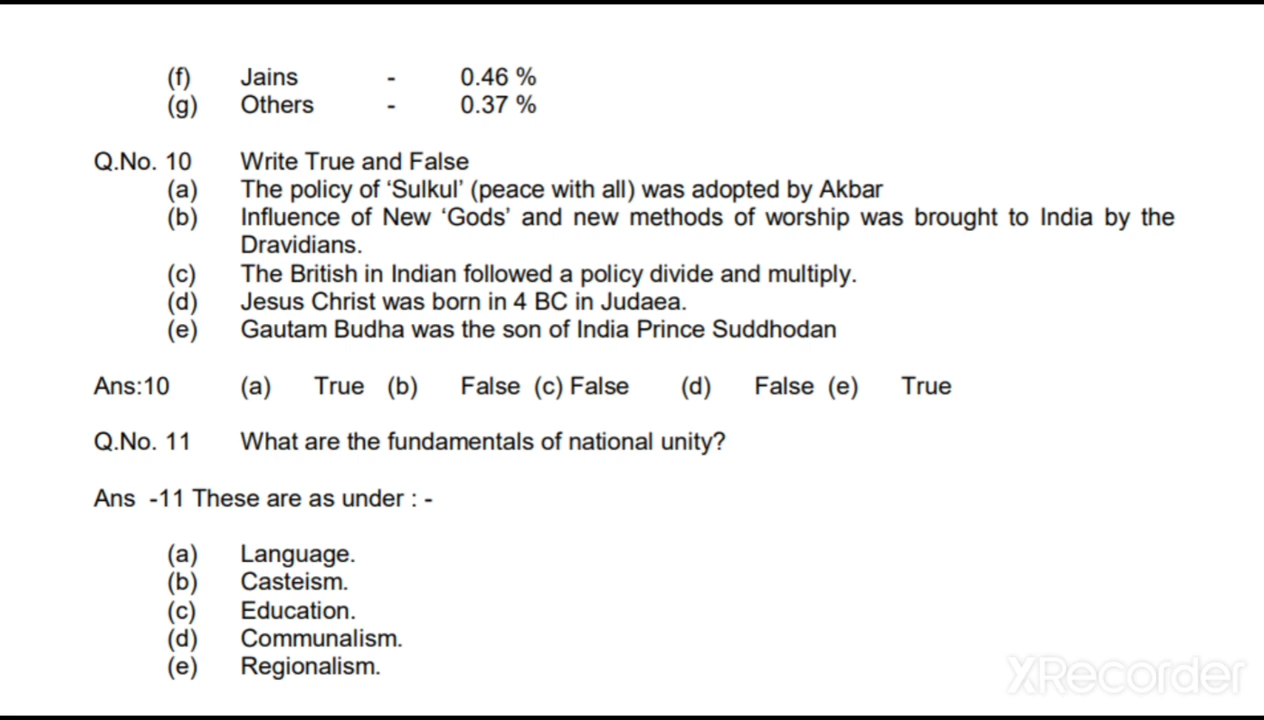 (f) Jains - 0.46 %
(g) Others - 0.37 %
Q.No. 10 Write True and False
(a) The policy of ‘Sulkul’ (peace with all) was adopted by Akbar
(b) Influence of New ‘Gods’ and new methods of worship was brought to India by the
Dravidians.
(c) The British in Indian followed a policy divide and multiply.
(d) Jesus Christ was born in 4 BC in Judaea.
(e) Gautam Budha was the son of India Prince Suddhodan
Ans:10 (a) True (b) False (c) False (d) False (e) True
Q.No. 11 What are the fundamentals of national unity?
Ans -11 These are as under : -
(a) Language.
(b) Casteism.
(c) Education.
(d) Communalism.
(e) Regionalism.
XRecorder